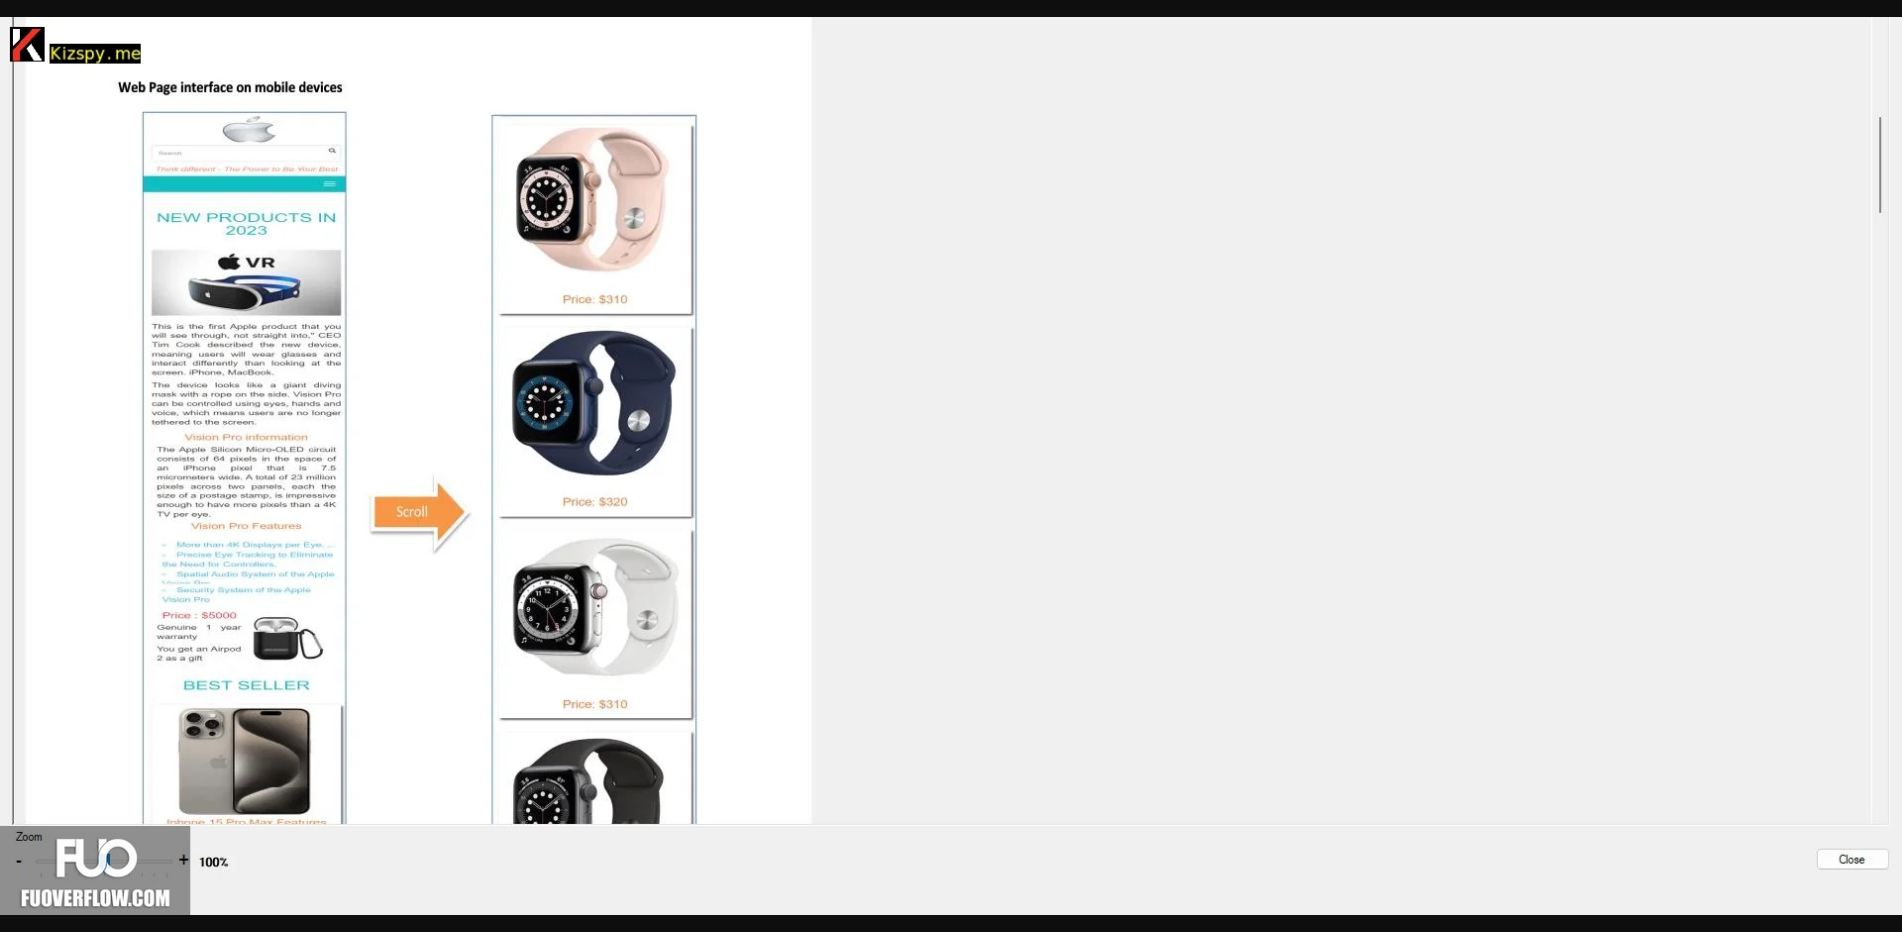 Kizspy.me
Web Page interface on mobile devices
Search
Think different - The Power to Be Your Best
NEW PRODUCTS IN
2023
VR
This is the first Apple product that you
will see through, not straight into," CEO
Tim Cook described the new device,
meaning users will wear glasses and
interact differently than looking at the
screen. iPhone, MacBook.
The device looks like a giant diving
mask with a rope on the side. Vision Pro
can be controlled using eyes, hands and
voice, which means users are no longer
tethered to the screen.
Vision Pro information
The Apple Silicon Micro-OLED circuit
consists of 64 pixels in the space of
an iPhone pixel that is 7.5
micrometers wide. A total of 23 million
pixels across two panels, each the
size of a postage stamp, is impressive
enough to have more pixels than a 4K
TV per eye.
Vision Pro Features
- More than 4K Displays per Eye. ...
- Precise Eye Tracking to Eliminate
the Need for Controllers.
- Spatial Audio System of the Apple
Vision Pro
- Security System of the Apple
Vision Pro
Price : $5000
Genuine 1 year
warranty
You get an Airpod
2 as a gift
BEST SELLER
Iphone 15 Pro Max Features
Scroll
Price: $310
Price: $320
Price: $310
Zoom
- + 100%
Close
FUO
FUOVERFLOW.COM